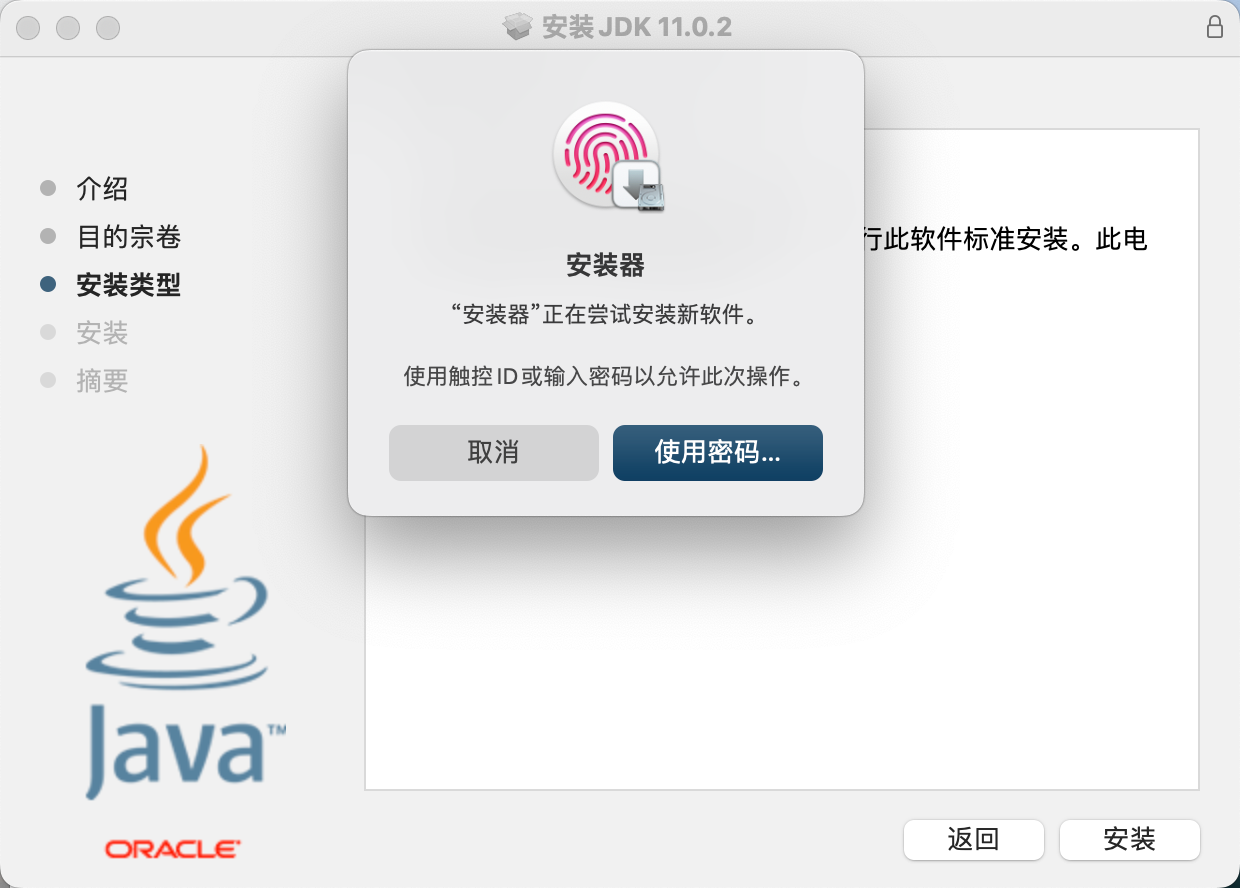 安装 JDK 11.0.2
介绍
目的宗卷
安装类型
安装
摘要
行此软件标准安装。此电
安装器
“安装器”正在尝试安装新软件。
使用触控 ID 或输入密码以允许此次操作。
取消
使用密码...
Java™
ORACLE®
返回
安装